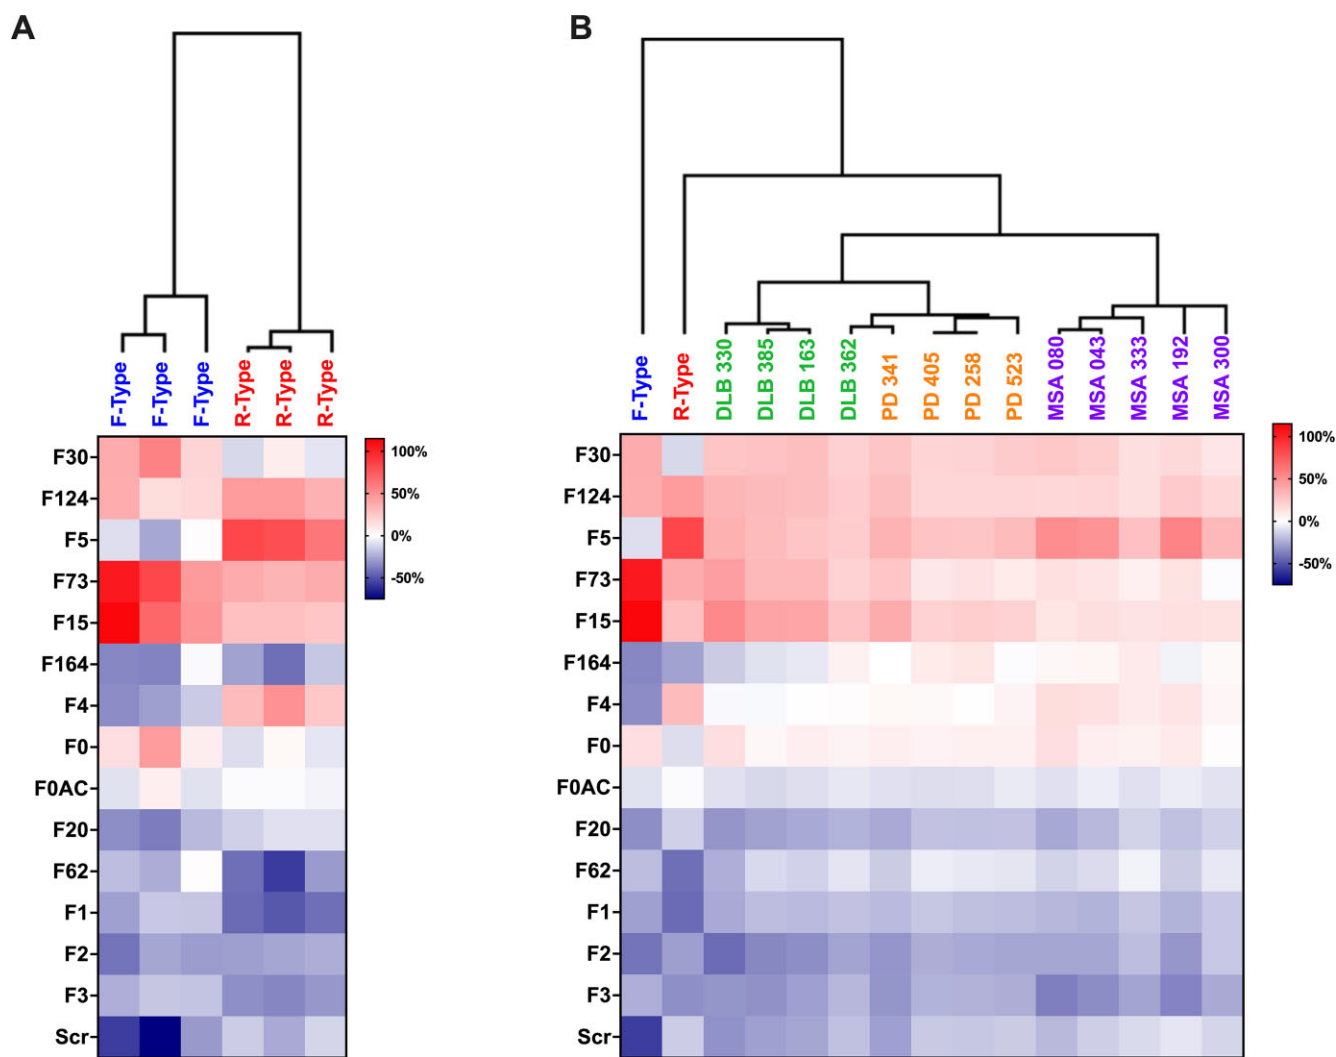 A
B
F-Type
F-Type
F-Type
R-Type
R-Type
R-Type
F30
F124
F5
F73
F15
F164
F4
F0
F0AC
F20
F62
F1
F2
F3
Scr
100%
50%
0%
-50%
F-Type
R-Type
DLB 330
DLB 385
DLB 163
DLB 362
PD 341
PD 405
PD 258
PD 523
MSA 080
MSA 043
MSA 333
MSA 192
MSA 300
F30
F124
F5
F73
F15
F164
F4
F0
F0AC
F20
F62
F1
F2
F3
Scr
100%
50%
0%
-50%